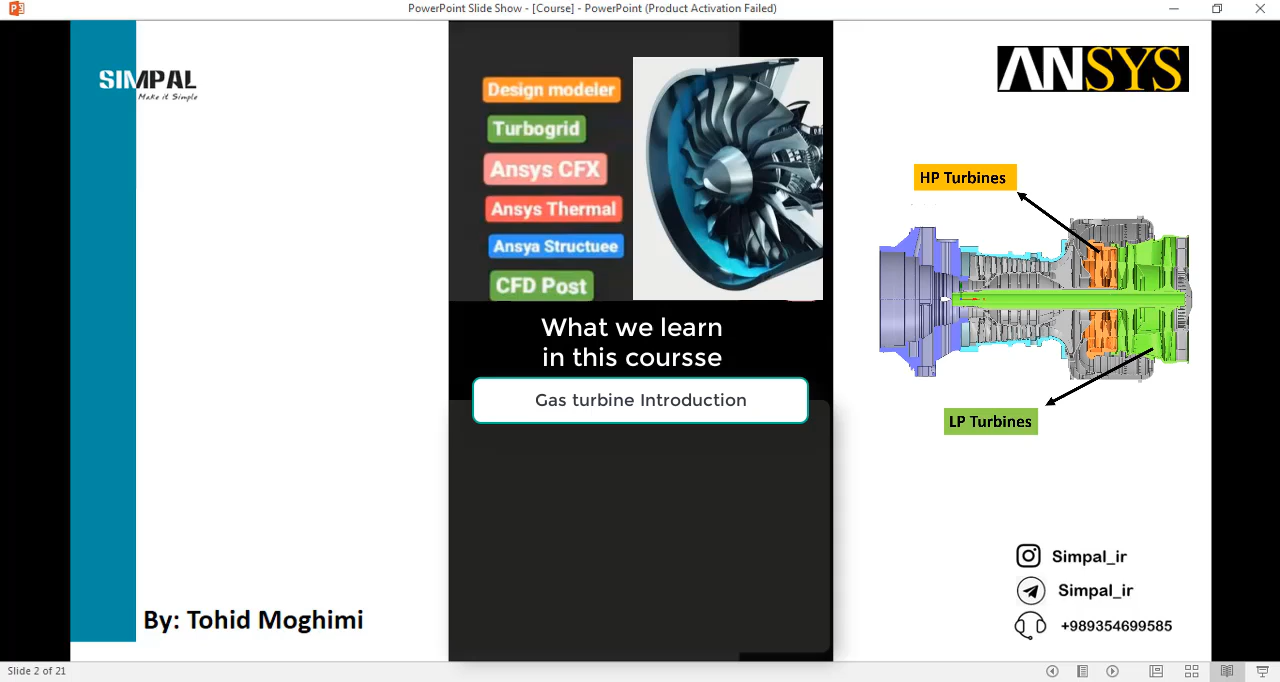 PowerPoint Slide Show - [Course] - PowerPoint (Product Activation Failed)
SIMPAL
Make it Simple
Design modeler
Turbogrid
Ansys CFX
Ansys Thermal
Ansya Structuee
CFD Post
What we learn
in this coursse
Gas turbine Introduction
By: Tohid Moghimi
ANSYS
HP Turbines
LP Turbines
Simpal_ir
Simpal_ir
+989354699585
Slide 2 of 21